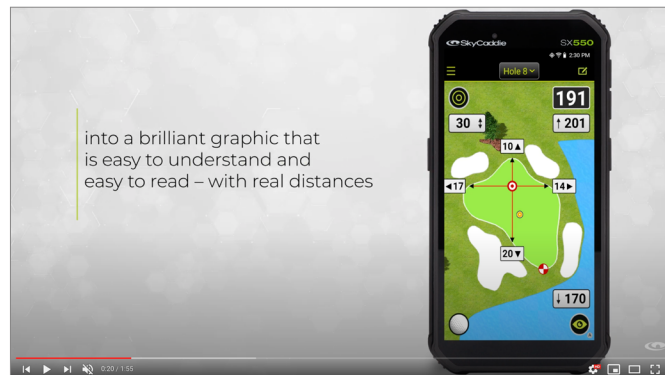 SkyCaddie SX550
2:30 PM
Hole 8
191
30
201
10
17
14
20
170
into a brilliant graphic that
is easy to understand and
easy to read – with real distances
0:20 / 1:55